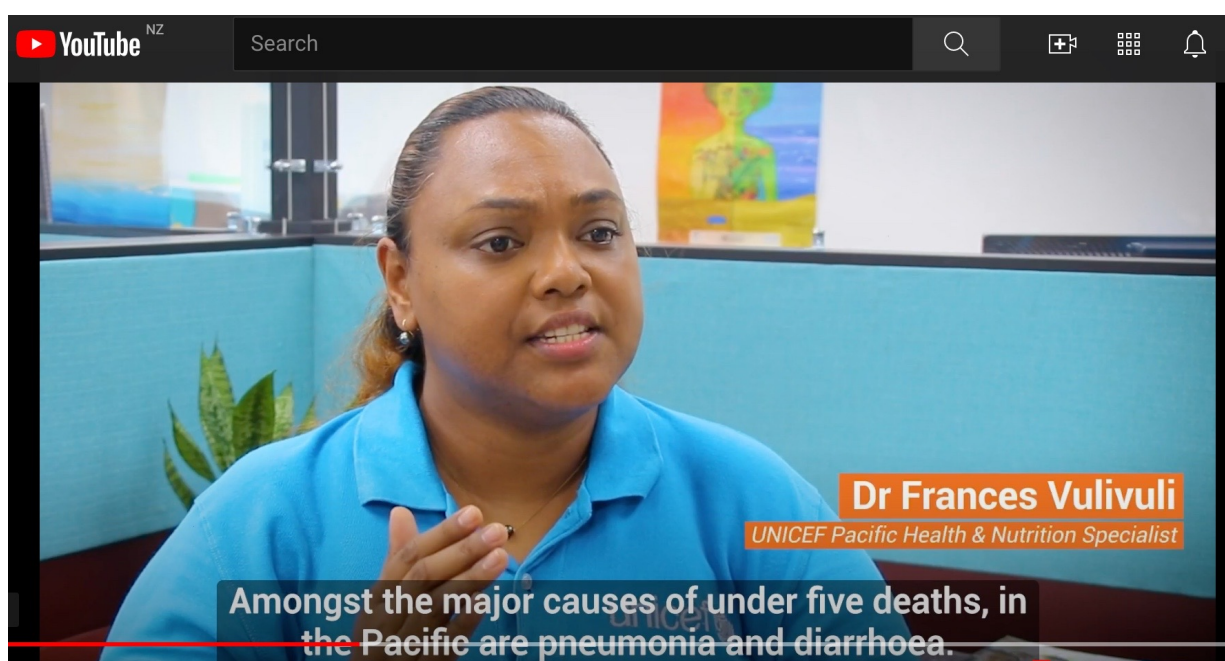 YouTube NZ
Search
Dr Frances Vulivuli
UNICEF Pacific Health & Nutrition Specialist
unicef
Amongst the major causes of under five deaths, in
the Pacific are pneumonia and diarrhoea.